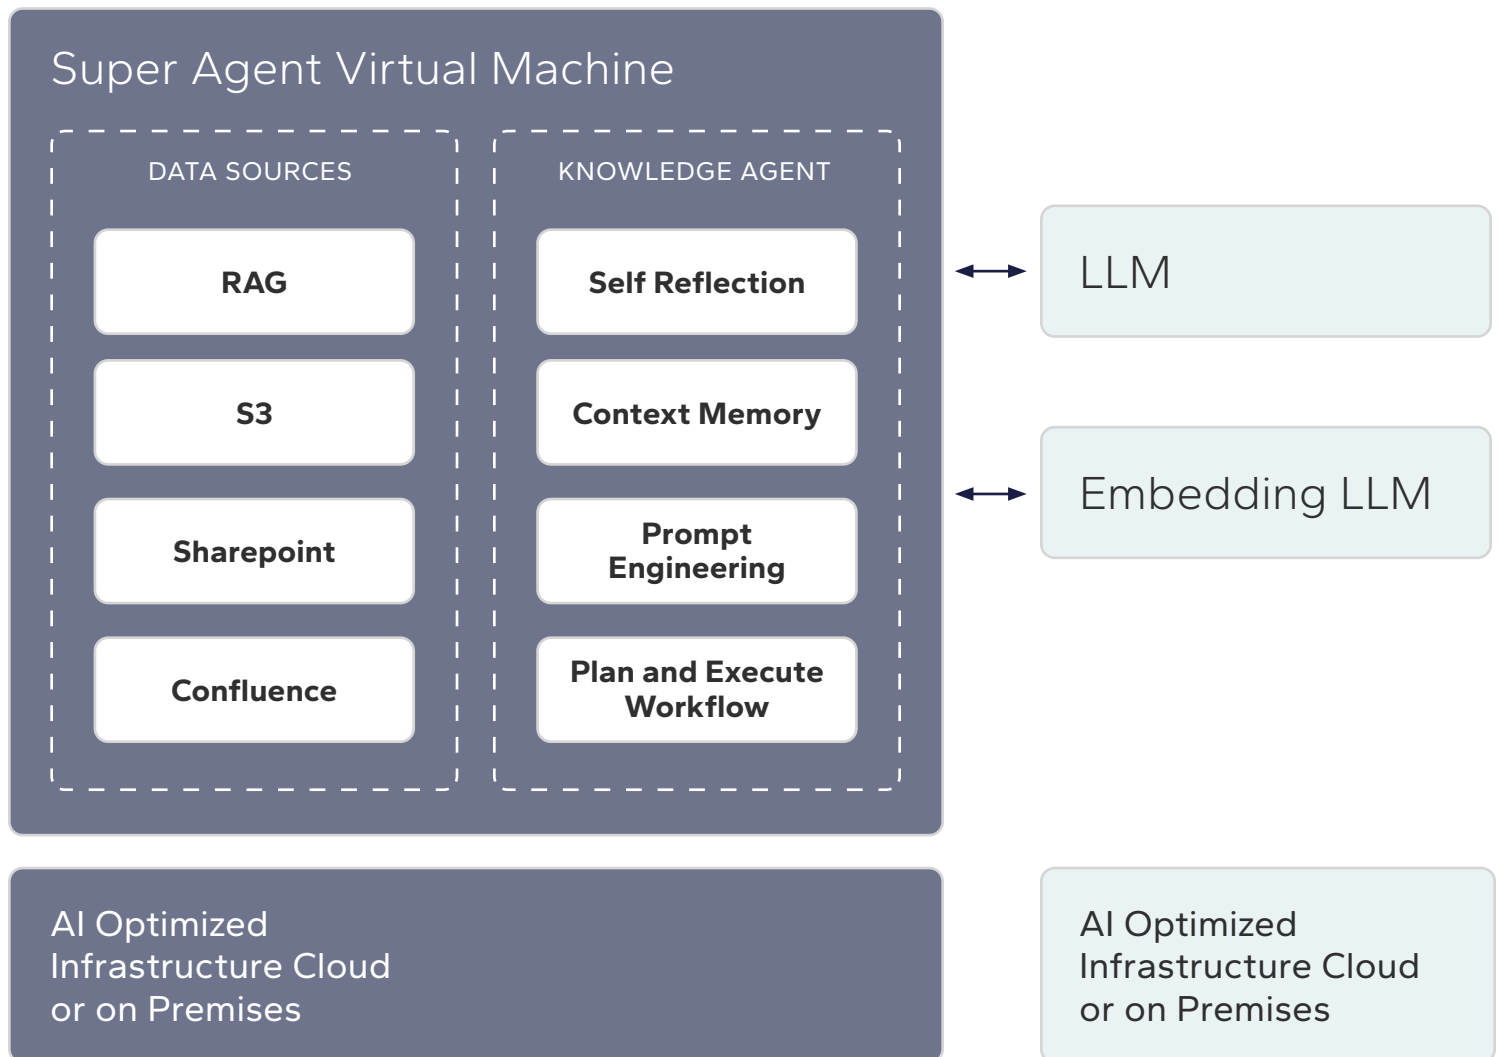 Super Agent Virtual Machine
DATA SOURCES
RAG
S3
Sharepoint
Confluence
KNOWLEDGE AGENT
Self Reflection
Context Memory
Prompt
Engineering
Plan and Execute
Workflow
LLM
Embedding LLM
AI Optimized
Infrastructure Cloud
or on Premises
AI Optimized
Infrastructure Cloud
or on Premises